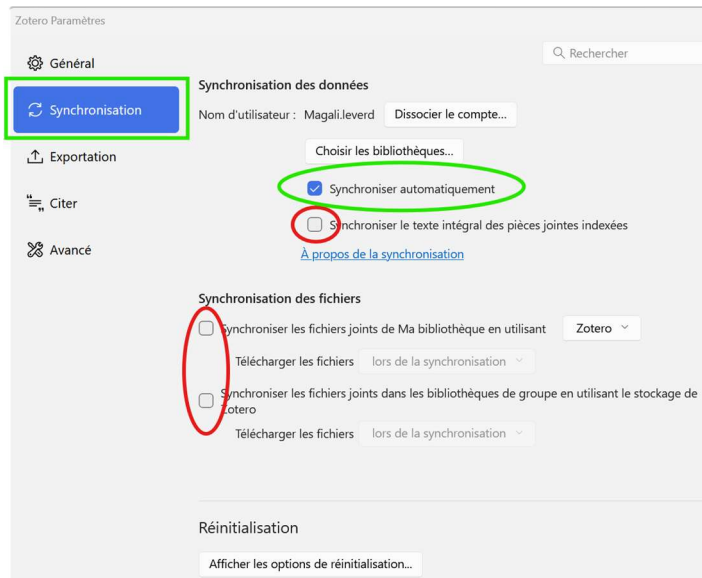 Zotero Paramètres
Rechercher
Général
Synchronisation
Exportation
Citer
Avancé
Synchronisation des données
Nom d'utilisateur : Magali.leverd Dissocier le compte...
Choisir les bibliothèques...
Synchroniser automatiquement
Synchroniser le texte intégral des pièces jointes indexées
À propos de la synchronisation
Synchronisation des fichiers
Synchroniser les fichiers joints de Ma bibliothèque en utilisant Zotero
Télécharger les fichiers lors de la synchronisation
Synchroniser les fichiers joints dans les bibliothèques de groupe en utilisant le stockage de
Zotero
Télécharger les fichiers lors de la synchronisation
Réinitialisation
Afficher les options de réinitialisation...